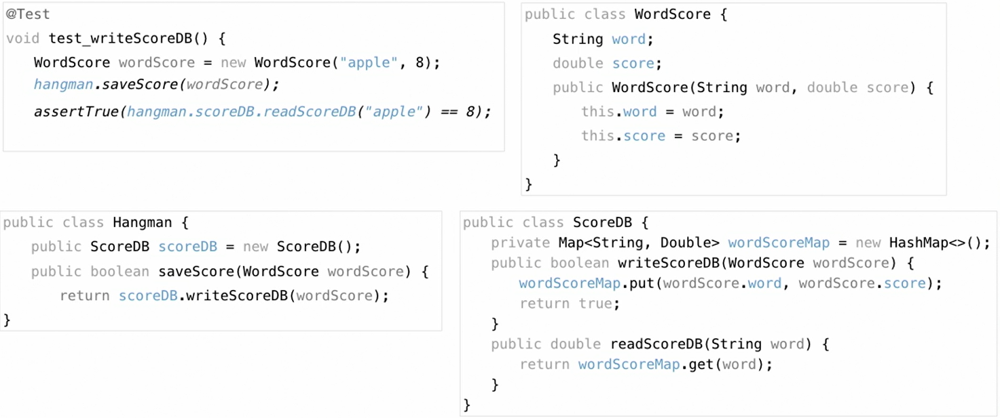 @Test
void test_writeScoreDB() {
WordScore wordScore = new WordScore("apple", 8);
hangman.saveScore(wordScore);
assertTrue(hangman.scoreDB.readScoreDB("apple") == 8);
public class WordScore {
String word;
double score;
public WordScore(String word, double score) {
this.word = word;
this.score = score;
}
}
public class Hangman {
public ScoreDB scoreDB = new ScoreDB();
public boolean saveScore(WordScore wordScore) {
return scoreDB.writeScoreDB(wordScore);
}
public class ScoreDB {
private Map<String, Double> wordScoreMap = new HashMap<>();
public boolean writeScoreDB(WordScore wordScore) {
wordScoreMap.put(wordScore.word, wordScore.score);
return true;
}
public double readScoreDB(String word) {
return wordScoreMap.get(word);
}
}